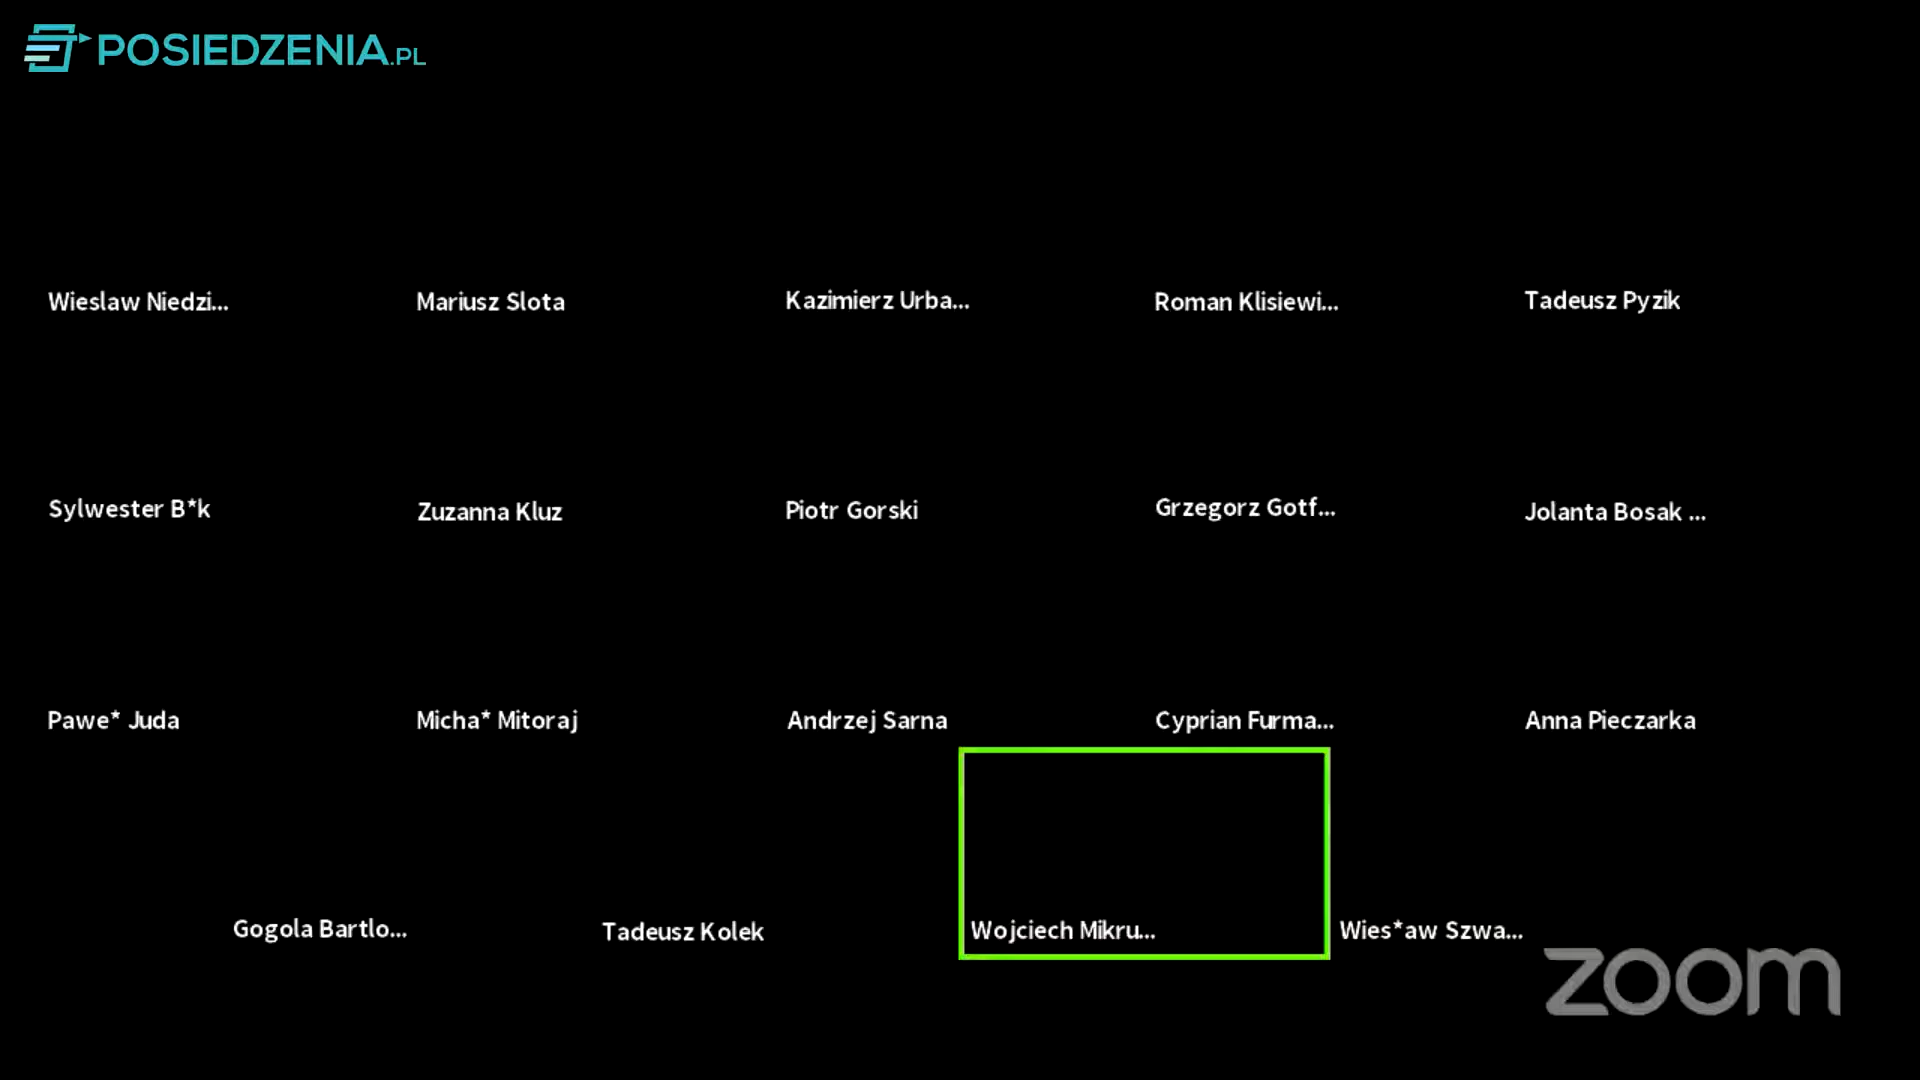 POSIEDZENIA.PL
Wieslaw Niedzi...
Mariusz Slota
Kazimierz Urba...
Roman Klisiewi...
Tadeusz Pyzik
Sylwester B*k
Zuzanna Kluz
Piotr Gorski
Grzegorz Gotf...
Jolanta Bosak ...
Pawe* Juda
Micha* Mitoraj
Andrzej Sarna
Cyprian Furma...
Anna Pieczarka
Gogola Bartlo...
Tadeusz Kolek
Wojciech Mikru...
Wies*aw Szwa...
zoom